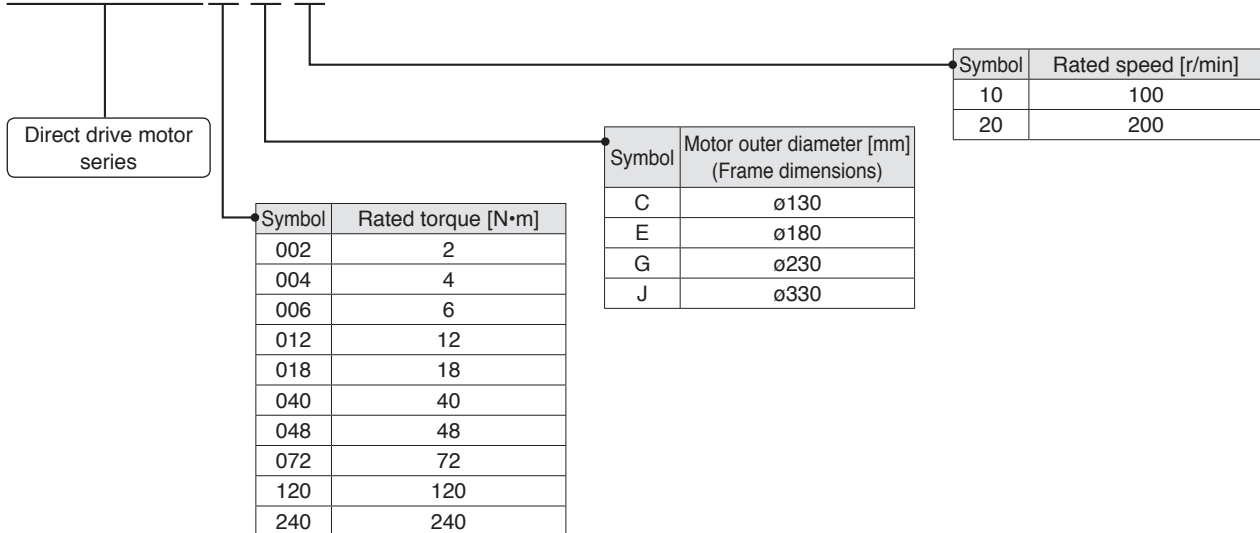 Direct drive motor
series
Symbol Rated torque [N•m]
002 2
004 4
006 6
012 12
018 18
040 40
048 48
072 72
120 120
240 240
Symbol Motor outer diameter [mm]
(Frame dimensions)
C ø130
E ø180
G ø230
J ø330
Symbol Rated speed [r/min]
10 100
20 200